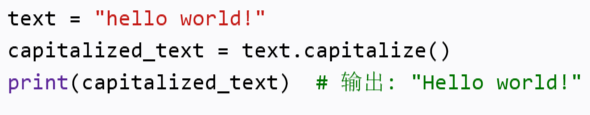 text = "hello world!"
capitalized_text = text.capitalize()
print(capitalized_text)  # 输出: "Hello world!"